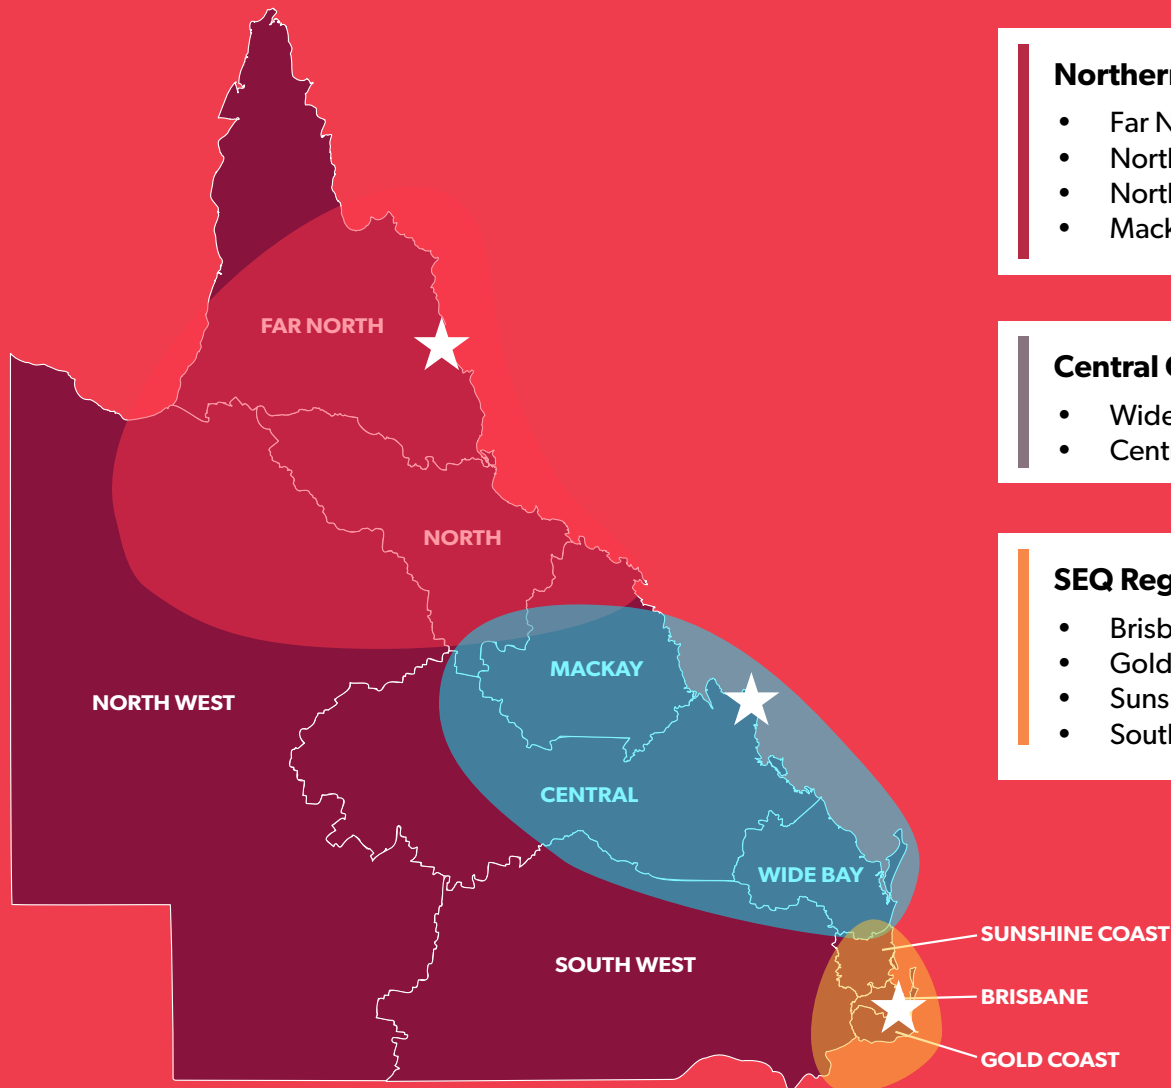 FAR NORTH
NORTH
MACKAY
NORTH WEST
CENTRAL
WIDE BAY
SOUTH WEST
SUNSHINE COAST
BRISBANE
GOLD COAST
Northern
• Far N
• North
• North
• Mack
Central
• Wide
• Cent
SEQ Reg
• Brisb
• Gold
• Suns
• South